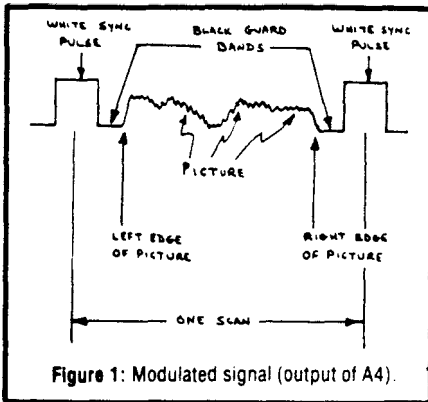 WHITE SYNC
PULSE
BLACK GUARD
BANDS
WHITE SYNC
PULSE
PICTURE
LEFT EDGE
OF PICTURE
RIGHT EDGE
OF PICTURE
ONE SCAN
Figure 1: Modulated signal (output of A4).